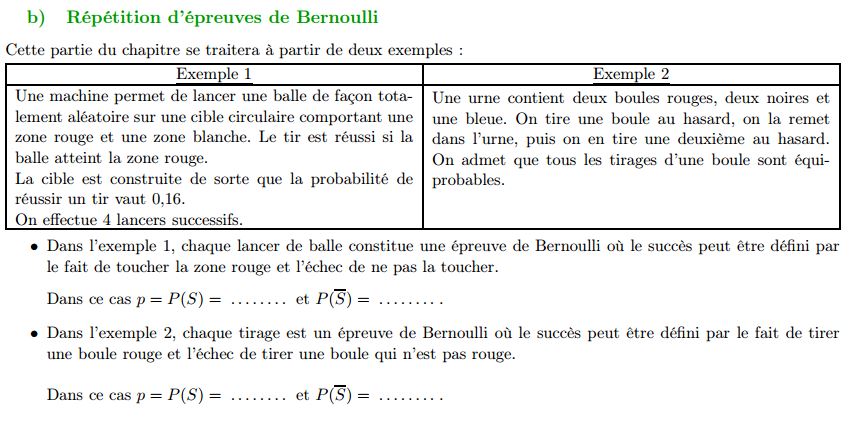 b) Répétition d'épreuves de Bernoulli
Cette partie du chapitre se traitera à partir de deux exemples :
Exemple 1
Une machine permet de lancer une balle de façon tota-
lement aléatoire sur une cible circulaire comportant une
zone rouge et une zone blanche. Le tir est réussi si la
balle atteint la zone rouge.
La cible est construite de sorte que la probabilité de
réussir un tir vaut 0,16.
On effectue 4 lancers successifs.
Exemple 2
Une urne contient deux boules rouges, deux noires et
une bleue. On tire une boule au hasard, on la remet
dans l'urne, puis on en tire une deuxième au hasard.
On admet que tous les tirages d'une boule sont équi-
probables.
• Dans l'exemple 1, chaque lancer de balle constitue une épreuve de Bernoulli où le succès peut être défini par
le fait de toucher la zone rouge et l'échec de ne pas la toucher.
Dans ce cas p = P(S) = ........ et P(S̅) = .........
• Dans l'exemple 2, chaque tirage est un épreuve de Bernoulli où le succès peut être défini par le fait de tirer
une boule rouge et l'échec de tirer une boule qui n'est pas rouge.
Dans ce cas p = P(S) = ........ et P(S̅) = .........